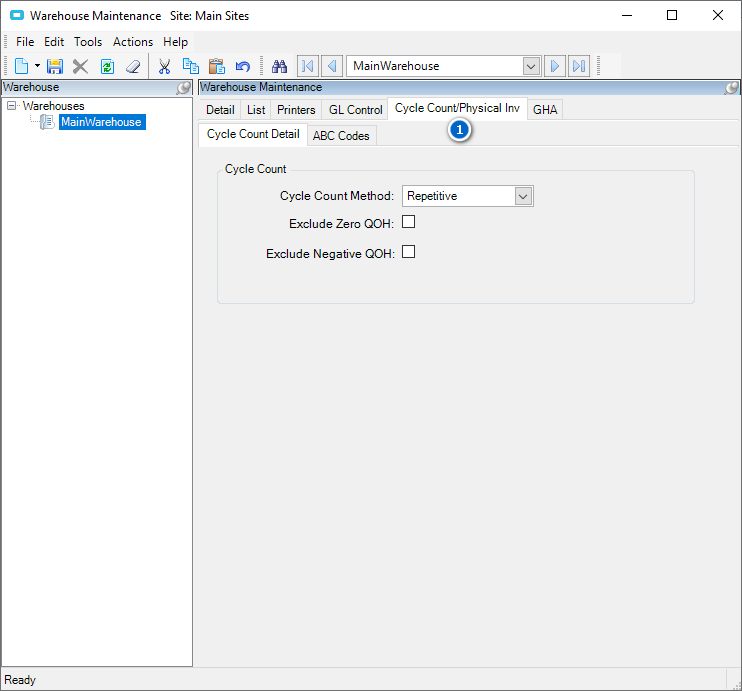 Warehouse Maintenance Site: Main Sites
File Edit Tools Actions Help
MainWarehouse
Warehouse
Warehouse Maintenance
Warehouses
MainWarehouse
Detail List Printers GL Control Cycle Count/Physical Inv GHA
1
Cycle Count Detail ABC Codes
Cycle Count
Cycle Count Method: Repetitive
Exclude Zero QOH:
Exclude Negative QOH:
Ready